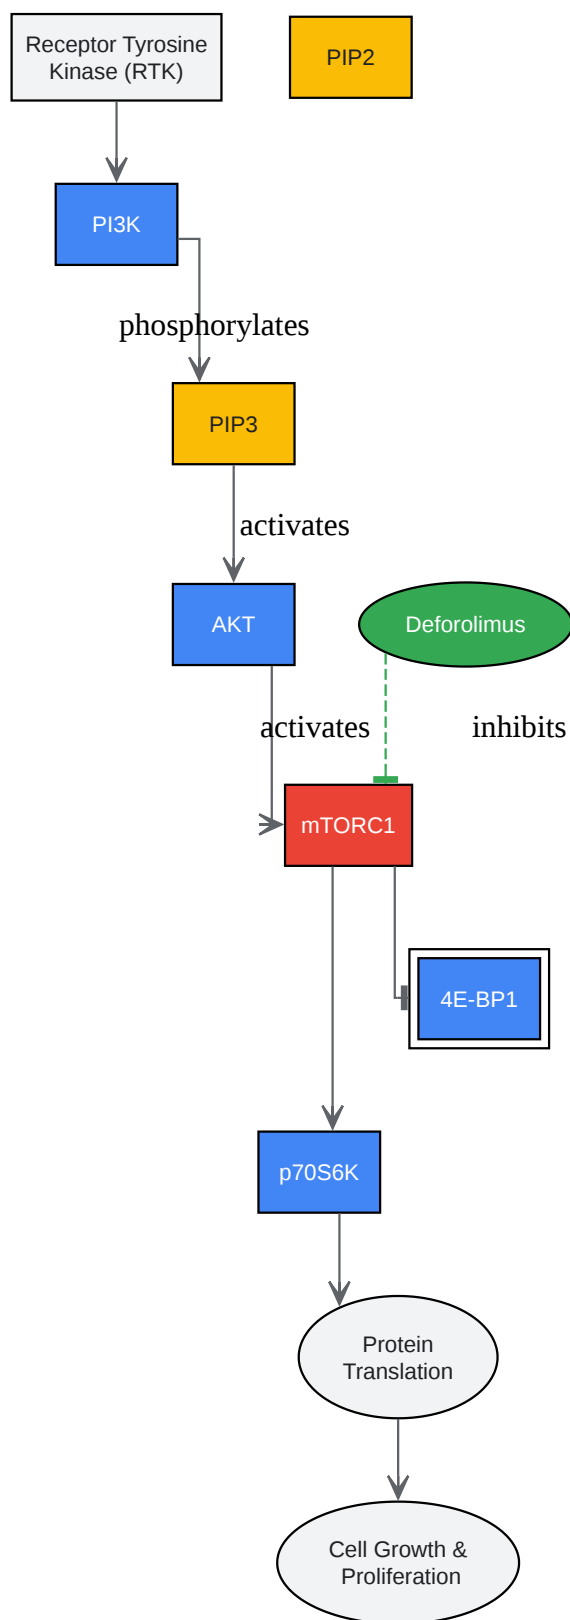 Receptor Tyrosine
Kinase (RTK)
PIP2
PI3K
phosphorylates
PIP3
activates
AKT
Deforolimus
activates
inhibits
mTORC1
4E-BP1
p70S6K
Protein
Translation
Cell Growth &
Proliferation